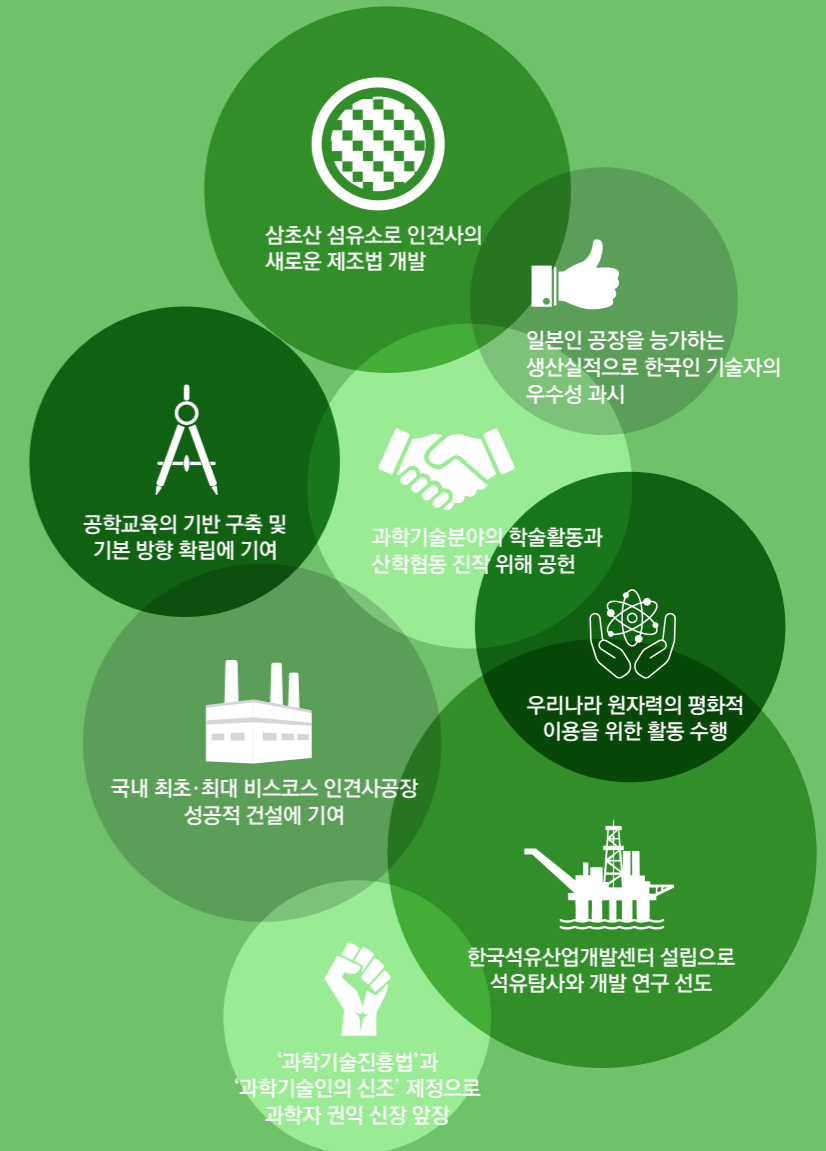 삼초산 섬유소로 인견사의
새로운 제조법 개발
일본인 공장을 능가하는
생산실적으로 한국인 기술자의
우수성 과시
공학교육의 기반 구축 및
기본 방향 확립에 기여
과학기술분야의 학술활동과
산학협동 진작 위해 공헌
우리나라 원자력의 평화적
이용을 위한 활동 수행
국내 최초·최대 비스코스 인견사공장
성공적 건설에 기여
한국석유산업개발센터 설립으로
석유탐사와 개발 연구 선도
‘과학기술진흥법’과
‘과학기술인의 신조’ 제정으로
과학자 권익 신장 앞장